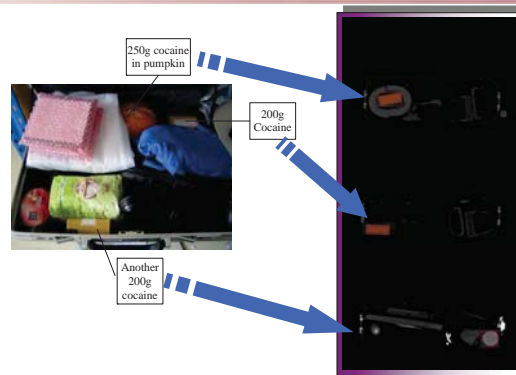 250g cocaine
in pumpkin
200g
Cocaine
Another
200g
cocaine